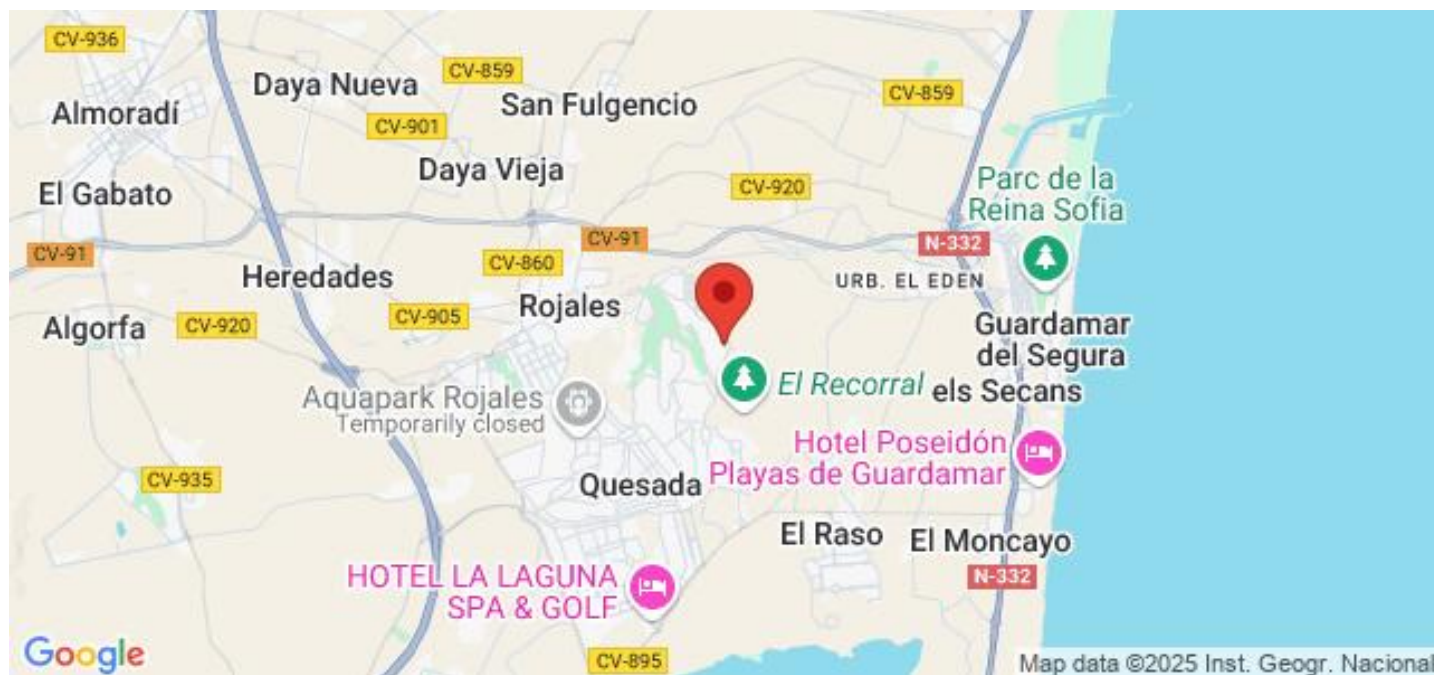 CV-936
CV-859
Daya Nueva
San Fulgencio
CV-859
Almoradí
CV-901
Daya Vieja
CV-920
Parc de la
Reina Sofia
El Gabato
CV-91
CV-91
N-332
CV-860
Heredades
URB. EL EDEN
Rojales
CV-905
CV-920
Algorfa
Guardamar
del Segura
El Recorral
els Secans
Aquapark Rojales
Temporarily closed
Hotel Poseidón
Playas de Guardamar
CV-935
Quesada
El Raso
El Moncayo
HOTEL LA LAGUNA
SPA & GOLF
N-332
Google
CV-895
Map data ©2025 Inst. Geogr. Nacional